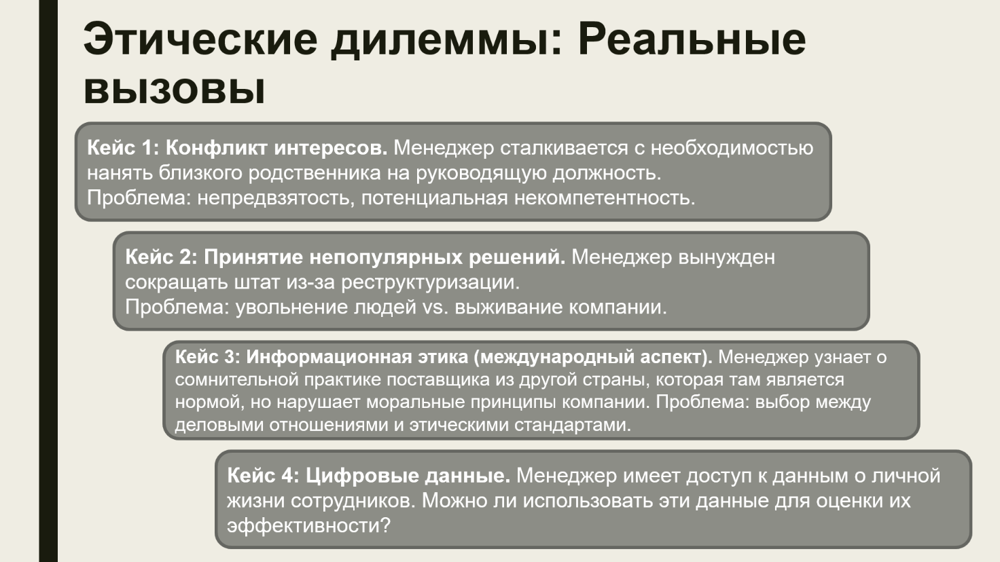 Этические дилеммы: Реальные
вызовы
Кейс 1: Конфликт интересов. Менеджер сталкивается с необходимостью
нанять близкого родственника на руководящую должность.
Проблема: непредвзятость, потенциальная некомпетентность.
Кейс 2: Принятие непопулярных решений. Менеджер вынужден
сокращать штат из-за реструктуризации.
Проблема: увольнение людей vs. выживание компании.
Кейс 3: Информационная этика (международный аспект). Менеджер узнает о
сомнительной практике поставщика из другой страны, которая там является
нормой, но нарушает моральные принципы компании. Проблема: выбор между
деловыми отношениями и этическими стандартами.
Кейс 4: Цифровые данные. Менеджер имеет доступ к данным о личной
жизни сотрудников. Можно ли использовать эти данные для оценки их
эффективности?